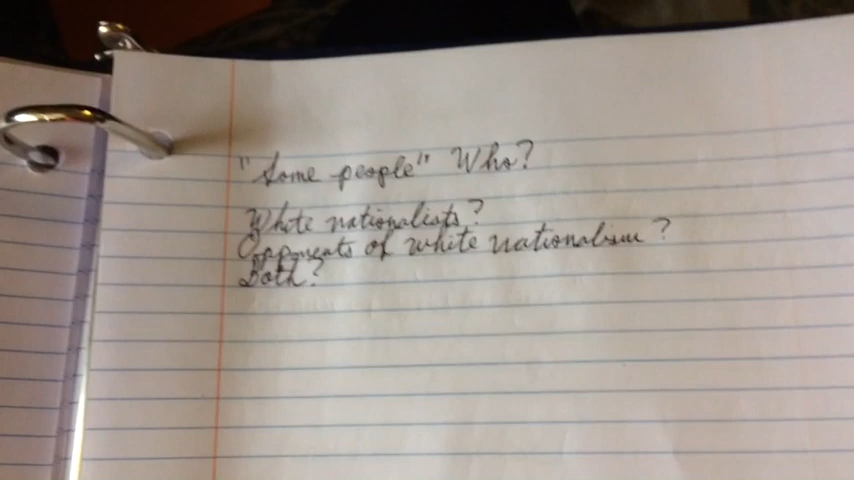 "Some people" Who?
White nationalists?
Opponents of white nationalism?
Both?